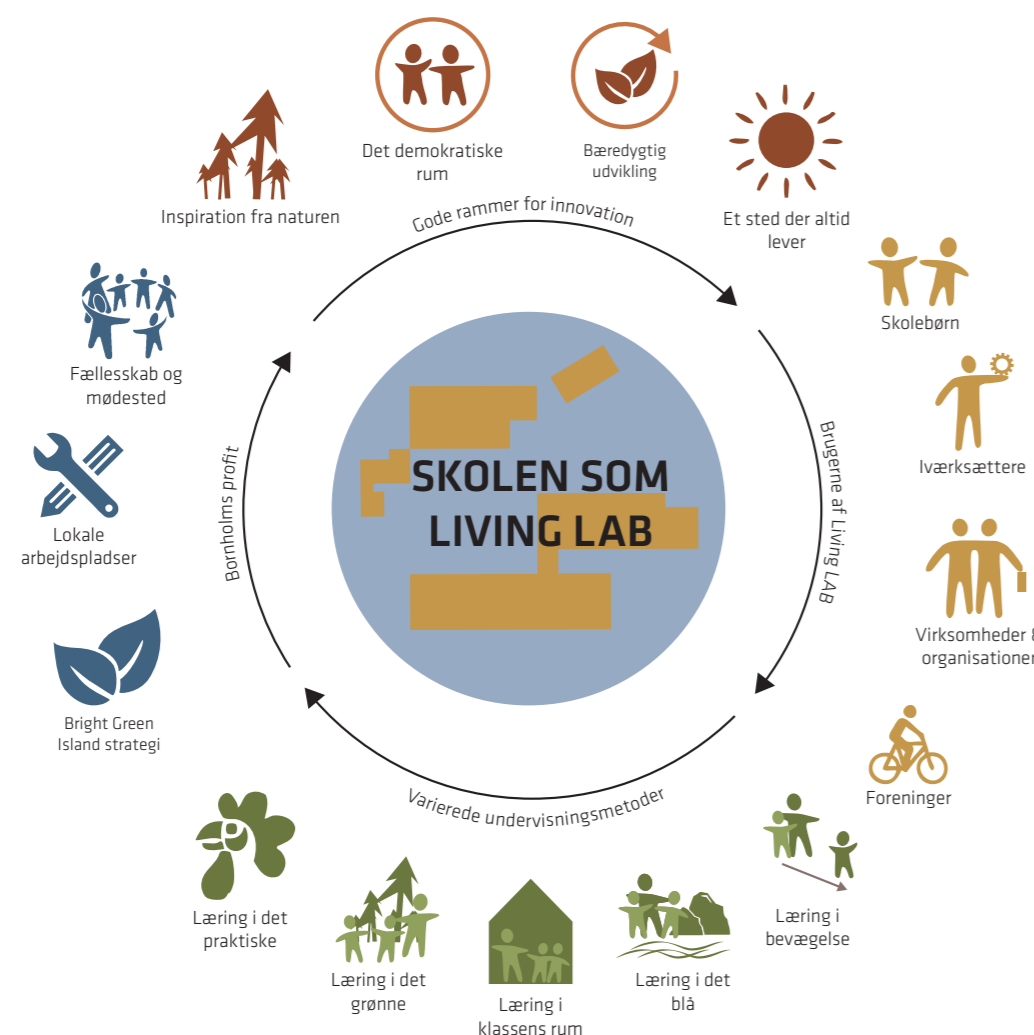 Det demokratiske
rum
Bæredygtig
udvikling
Inspiration fra naturen
Et sted der altid
lever
Gode rammer for innovation
Skolebørn
Fællesskab og
mødested
Iværksættere
Lokale
arbejdspladser
Bornholms profit
SKOLEN SOM
LIVING LAB
Brugerne af Living LAB
Virksomheder &
organisationer
Bright Green
Island strategi
Foreninger
Varierede undervisningsmetoder
Læring i det
praktiske
Læring i det
grønne
Læring i
klassens rum
Læring i det
blå
Læring i
bevægelse